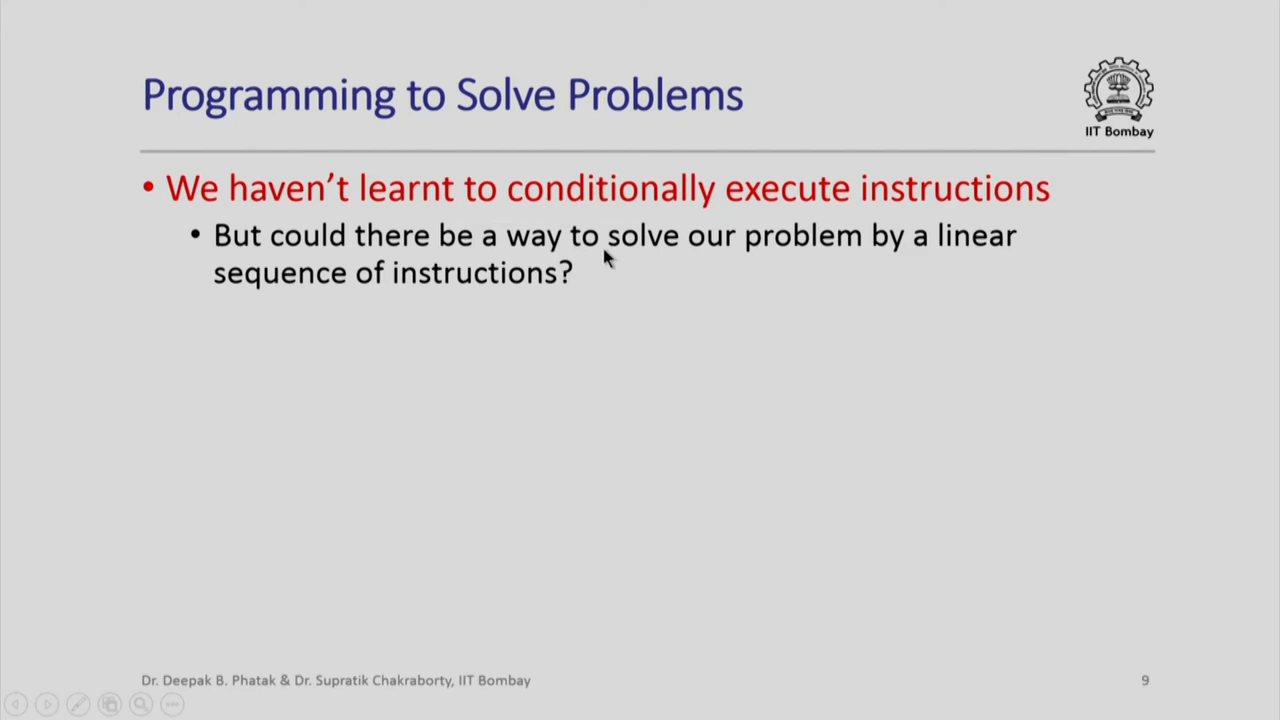 Programming to Solve Problems
IIT Bombay
• We haven’t learnt to conditionally execute instructions
• But could there be a way to solve our problem by a linear
sequence of instructions?
Dr. Deepak B. Phatak & Dr. Supratik Chakraborty, IIT Bombay
9